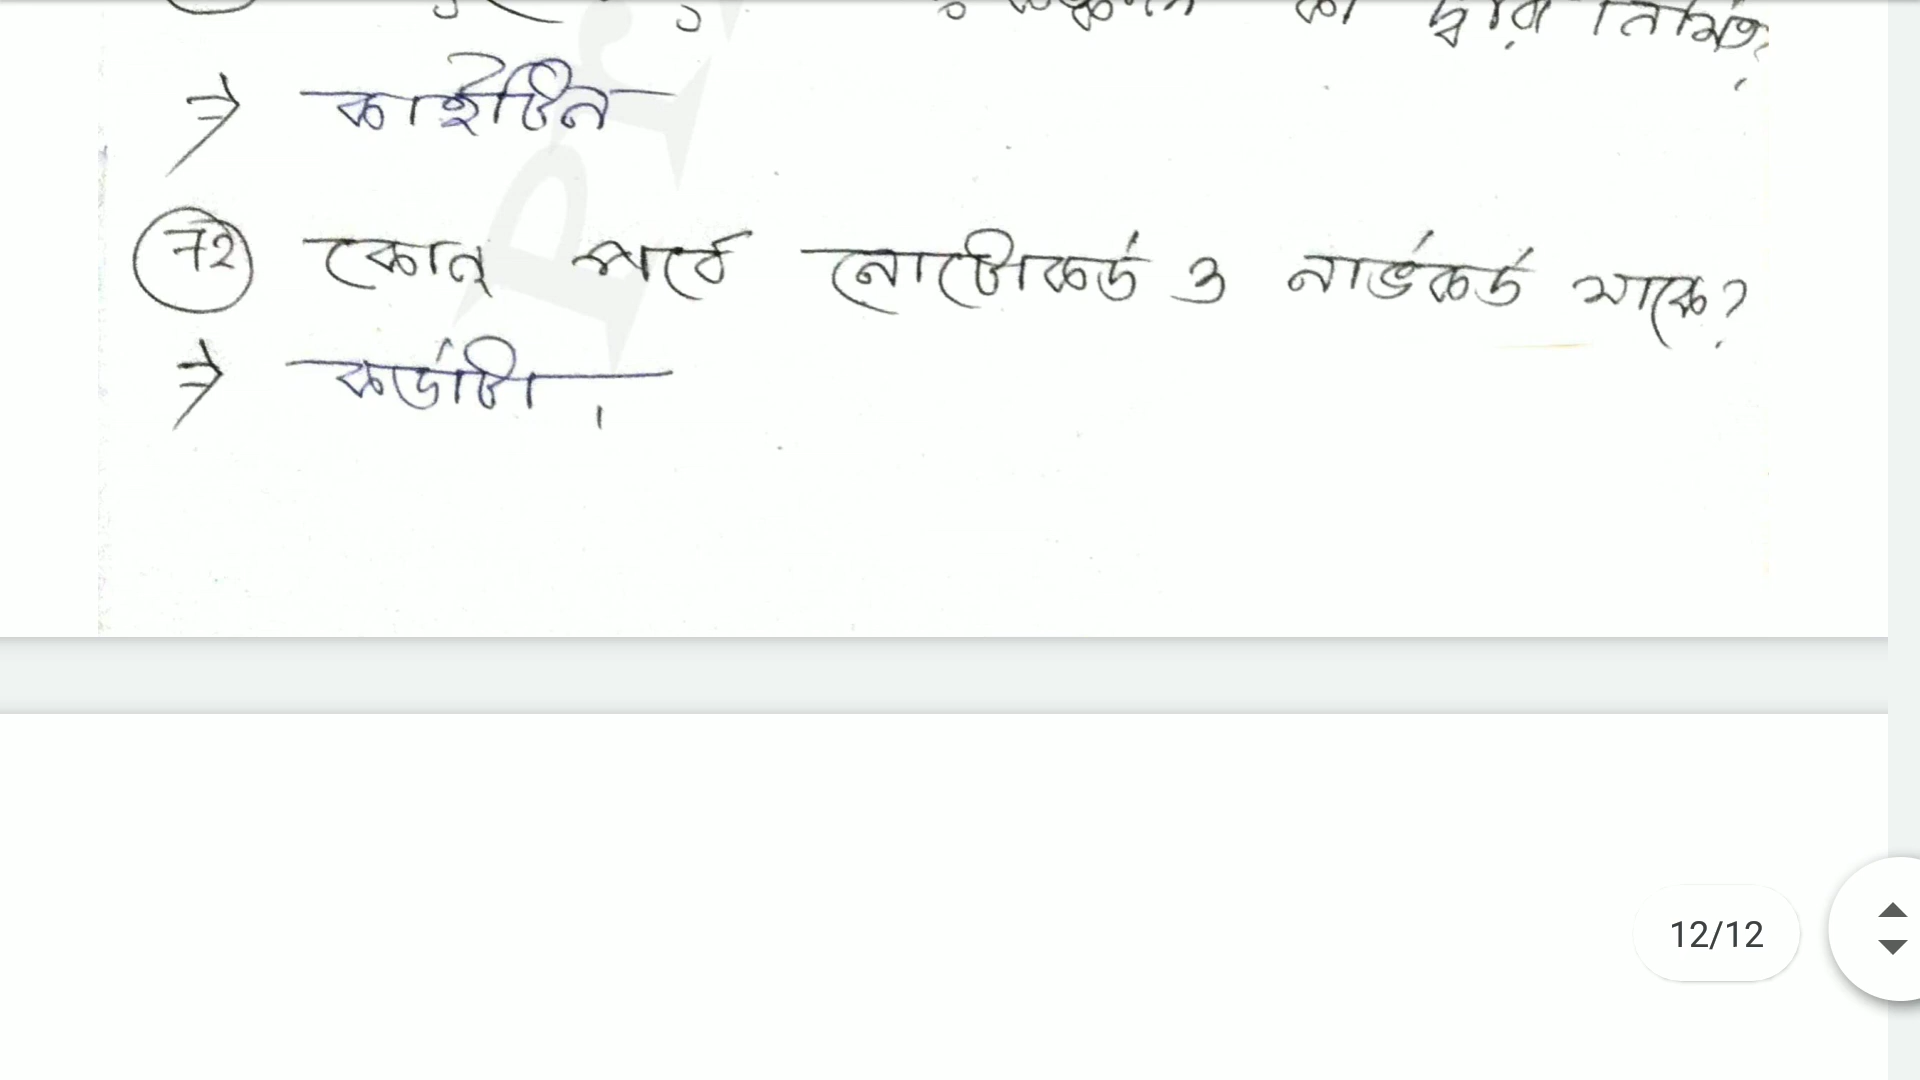 কী দ্বারা নির্মিত?
⇒ কাইটিন
72 কোন্ পর্বে নোটোকর্ড ও নার্ভকর্ড থাকে?
⇒ কর্ডাটা।
12/12